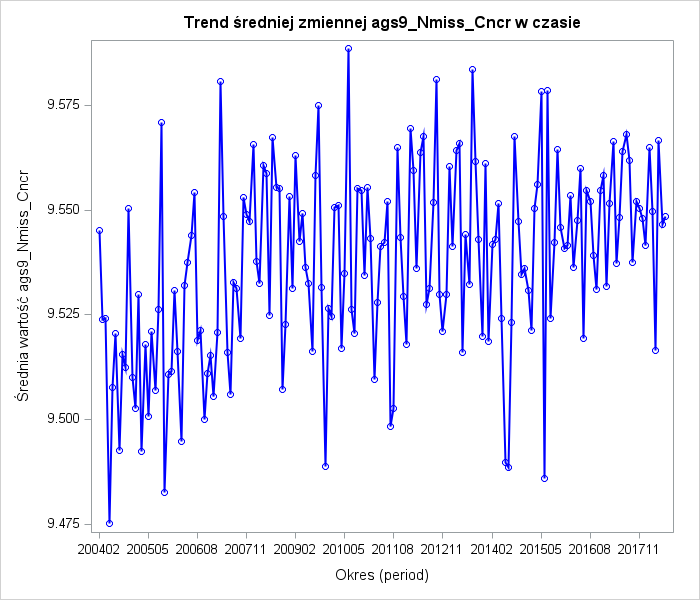 Trend średniej zmiennej ags9_Nmiss_Cncr w czasie
Średnia wartość ags9_Nmiss_Cncr
9.575
9.550
9.525
9.500
9.475
200402 200505 200608 200711 200902 201005 201108 201211 201402 201505 201608 201711
Okres (period)